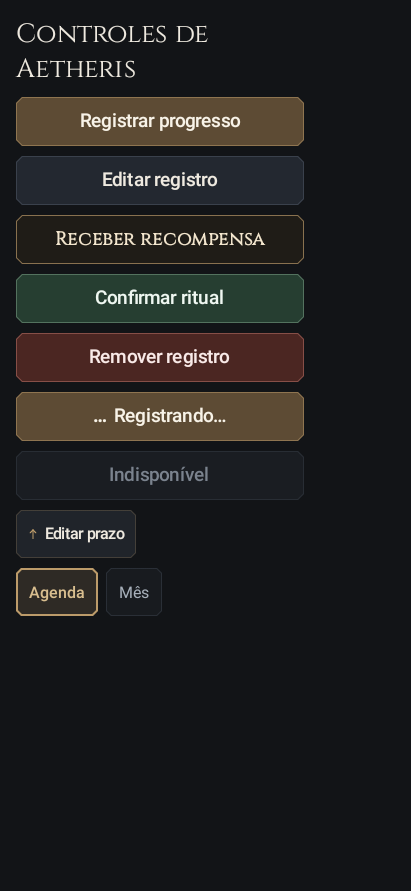 Controles de
Aetheris
Registrar progresso
Editar registro
Receber recompensa
Confirmar ritual
Remover registro
… Registrando…
Indisponível
↑ Editar prazo
Agenda Mês